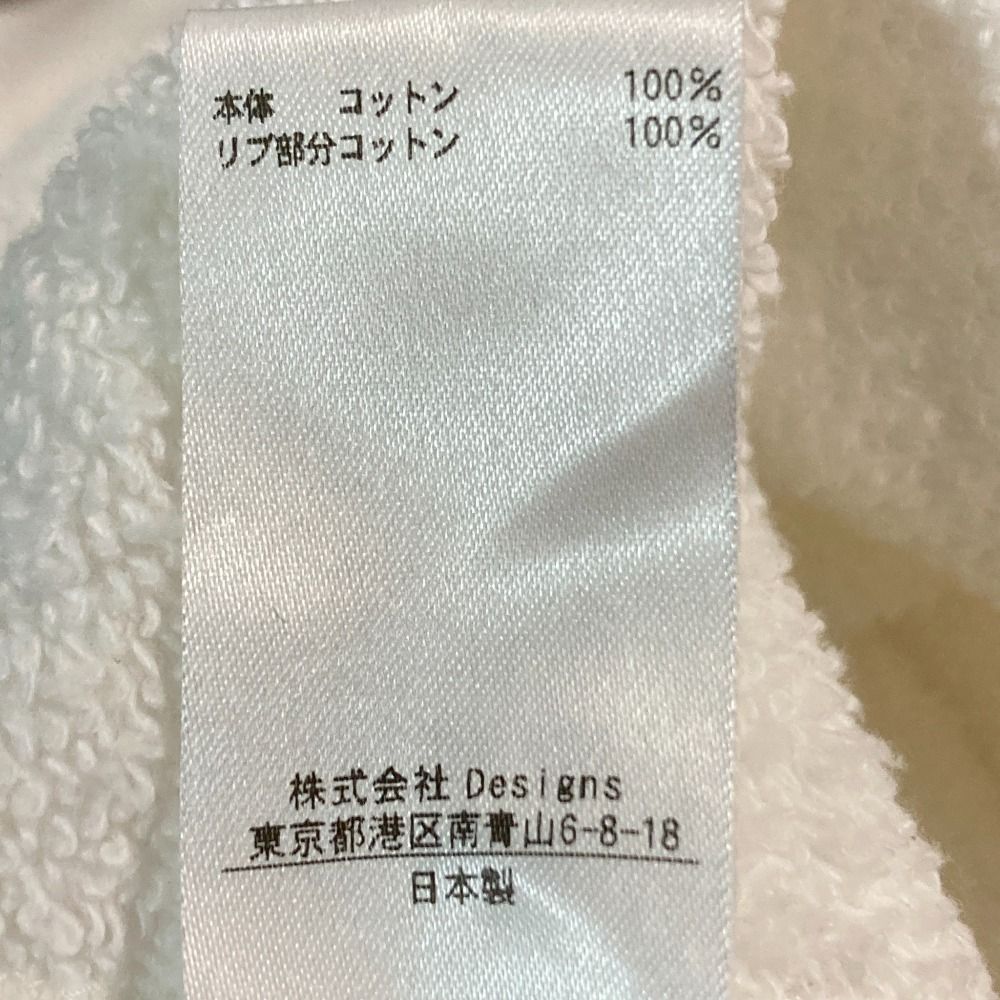 本体 コットン 100%
リブ部分コットン 100%
株式会社 Designs
東京都港区南青山6-8-18
日本製